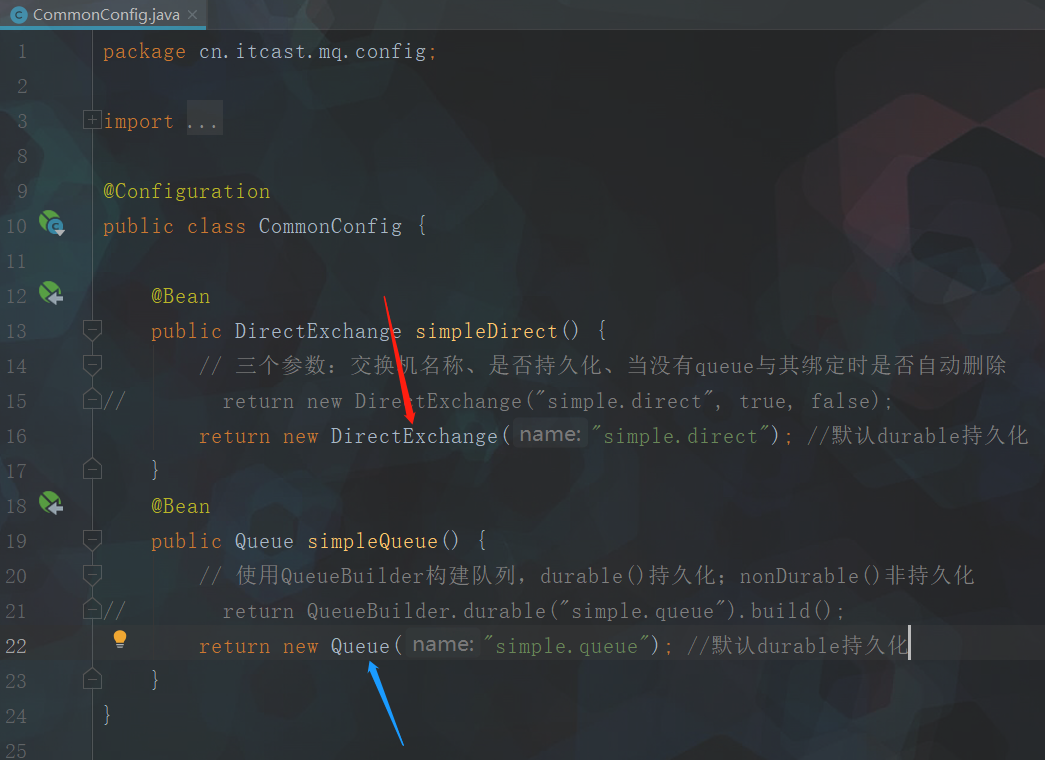 CommonConfig.java
1 package cn.itcast.mq.config;
2
3 import ...
8
9 @Configuration
10 public class CommonConfig {
11
12 @Bean
13 public DirectExchange simpleDirect() {
14 // 三个参数：交换机名称、是否持久化、当没有queue与其绑定时是否自动删除
15 // return new DirectExchange("simple.direct", true, false);
16 return new DirectExchange( name: "simple.direct"); //默认durable持久化
17 }
18 @Bean
19 public Queue simpleQueue() {
20 // 使用QueueBuilder构建队列，durable()持久化；nonDurable()非持久化
21 // return QueueBuilder.durable("simple.queue").build();
22 return new Queue( name: "simple.queue"); //默认durable持久化
23 }
24 }
25